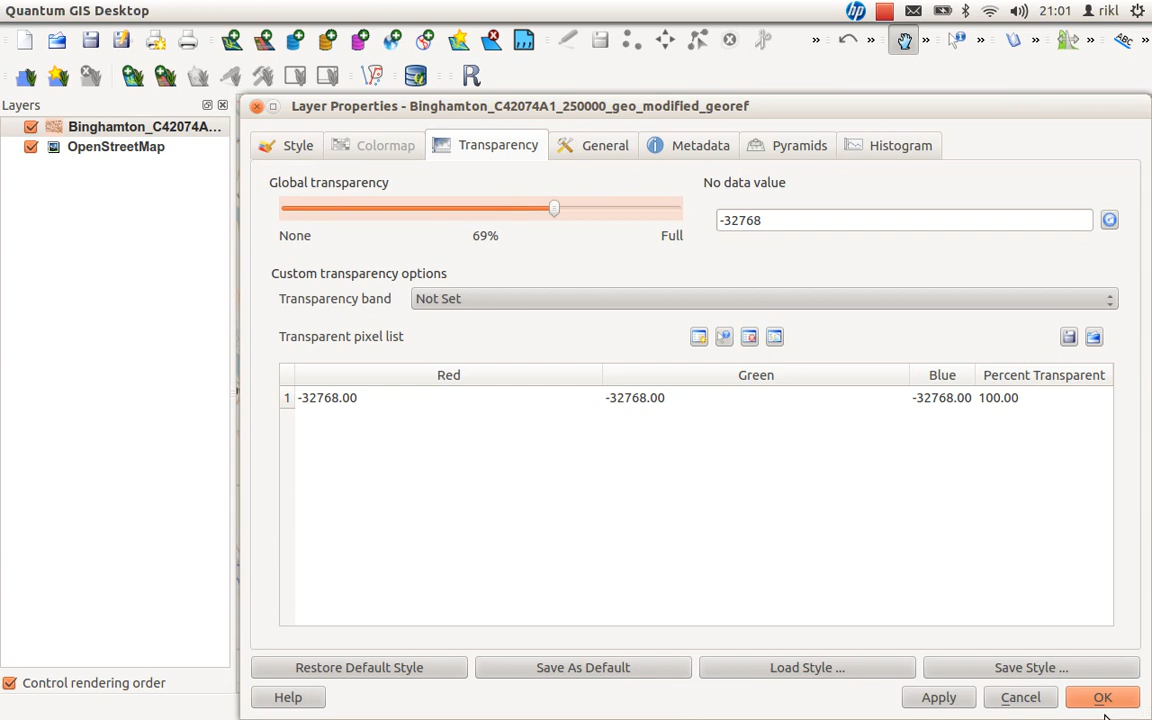 Quantum GIS Desktop
21:01
rikl
Layers
Layer Properties - Binghamton_C42074A1_250000_geo_modified_georef
Binghamton_C42074A...
OpenStreetMap
Style
Colormap
Transparency
General
Metadata
Pyramids
Histogram
Global transparency
No data value
-32768
None
69%
Full
Custom transparency options
Transparency band
Not Set
Transparent pixel list
Red
Green
Blue
Percent Transparent
1
-32768.00
-32768.00
-32768.00
100.00
Restore Default Style
Save As Default
Load Style ...
Save Style ...
Control rendering order
Help
Apply
Cancel
OK